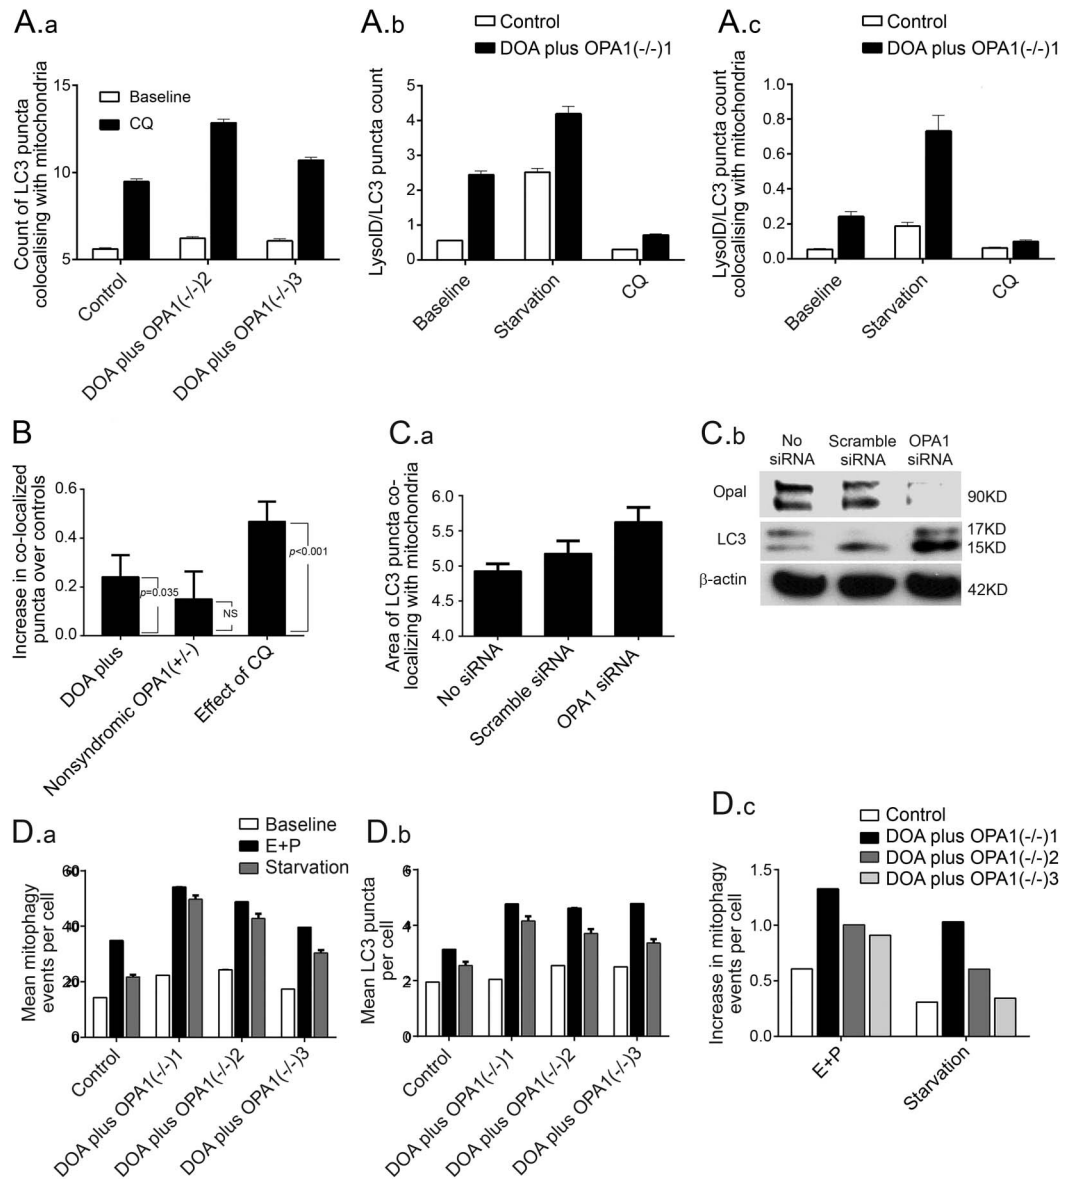 A.a
Count of LC3 puncta
colocalising with mitochondria
15
10
5
Baseline
CQ
Control
DOA plus OPA1(-/-)2
DOA plus OPA1(-/-)3
A.b
Control
DOA plus OPA1(-/-)1
LysoID/LC3 puncta count
5
4
3
2
1
0
Baseline
Starvation
CQ
A.c
Control
DOA plus OPA1(-/-)1
LysoID/LC3 puncta count
colocalising with mitochondria
1.0
0.8
0.6
0.4
0.2
0.0
Baseline
Starvation
CQ
B
Increase in co-localized
puncta over controls
0.6
0.4
0.2
0.0
p=0.035
NS
p<0.001
DOA plus
Nonsyndromic OPA1(+/-)
Effect of CQ
C.a
Area of LC3 puncta co-
localizing with mitochondria
6.0
5.5
5.0
4.5
4.0
No siRNA
Scramble siRNA
OPA1 siRNA
C.b
No
siRNA
Scramble
siRNA
OPA1
siRNA
Opal
90KD
LC3
17KD
15KD
β-actin
42KD
D.a
Baseline
E+P
Starvation
Mean mitophagy
events per cell
60
40
20
0
Control
DOA plus OPA1(-/-)1
DOA plus OPA1(-/-)2
DOA plus OPA1(-/-)3
D.b
Mean LC3 puncta
per cell
6
4
2
0
Control
DOA plus OPA1(-/-)1
DOA plus OPA1(-/-)2
DOA plus OPA1(-/-)3
D.c
Control
DOA plus OPA1(-/-)1
DOA plus OPA1(-/-)2
DOA plus OPA1(-/-)3
Increase in mitophagy
events per cell
1.5
1.0
0.5
0.0
E+P
Starvation